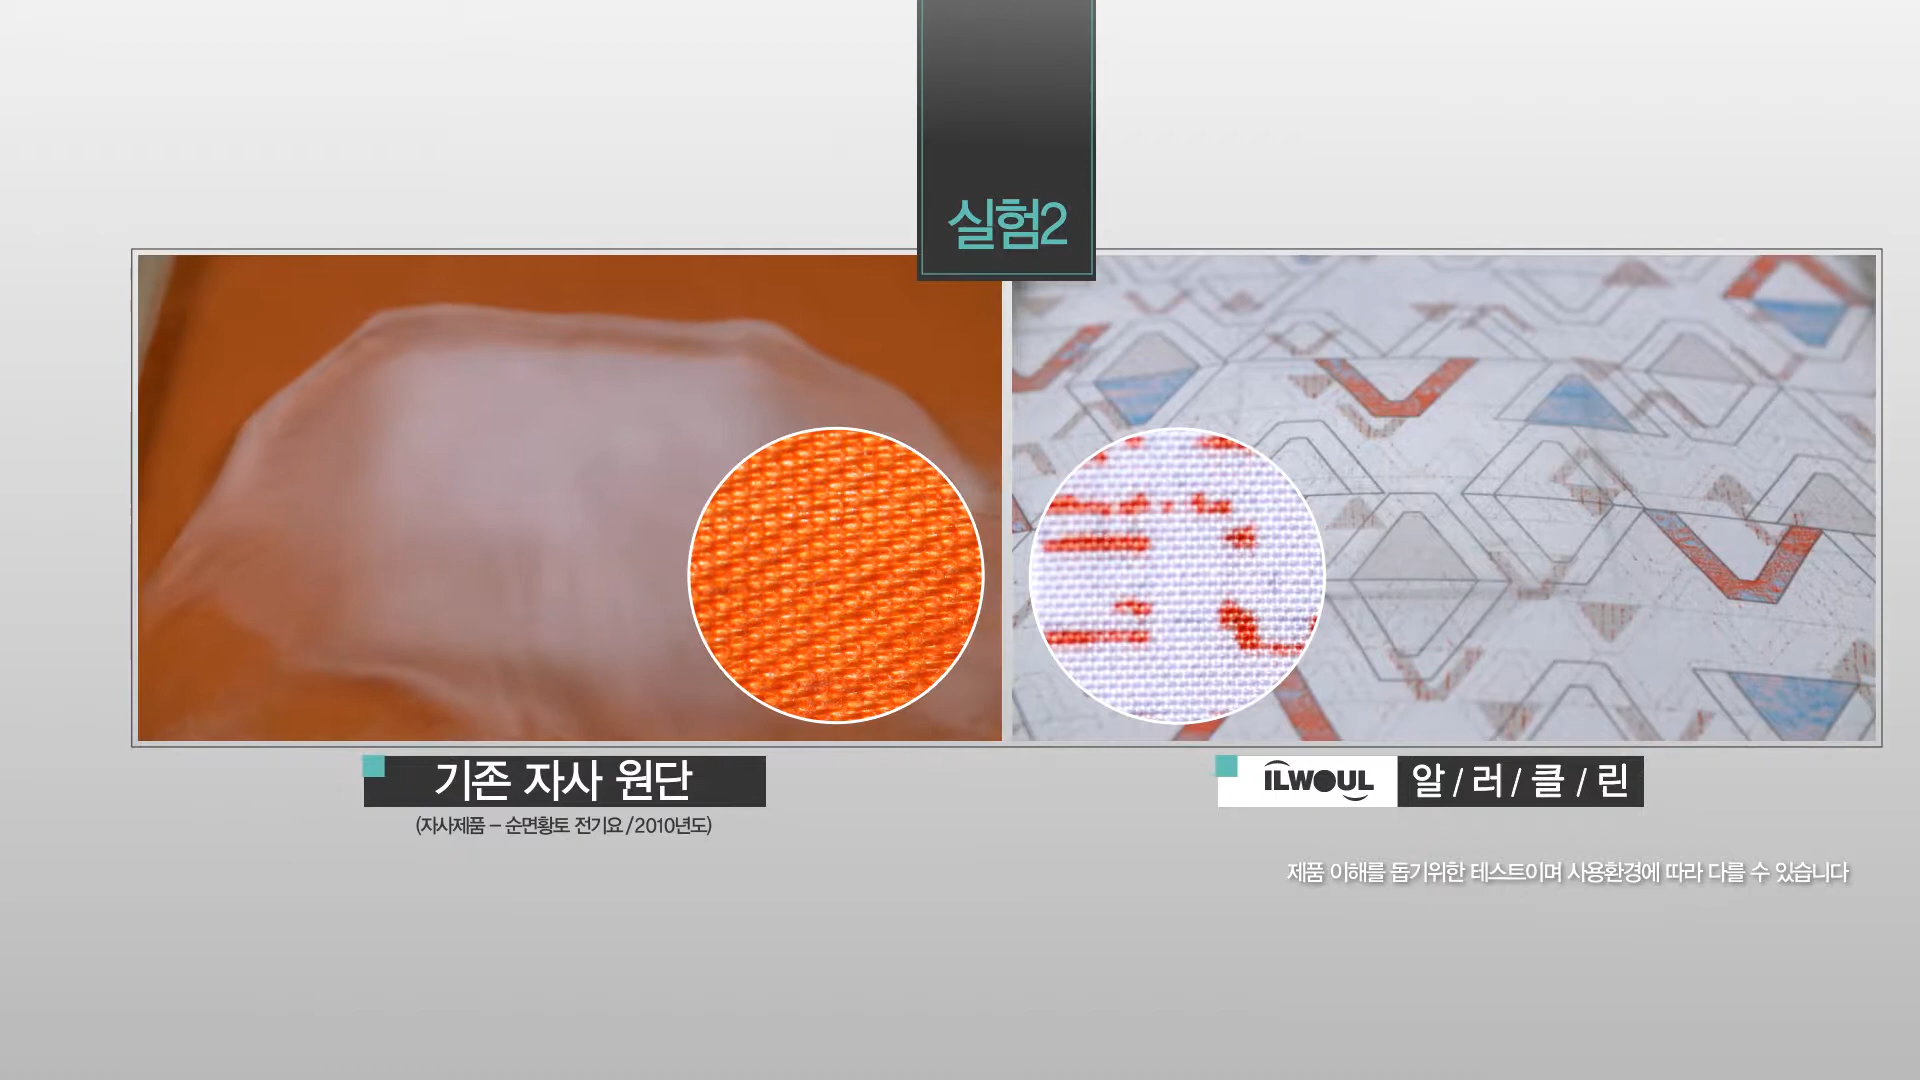 실험2
기존 자사 원단
(자사제품 – 순면황토 전기요/2010년도)
ILWOUL 알/러/클/린
제품 이해를 돕기위한 테스트이며 사용환경에 따라 다를 수 있습니다